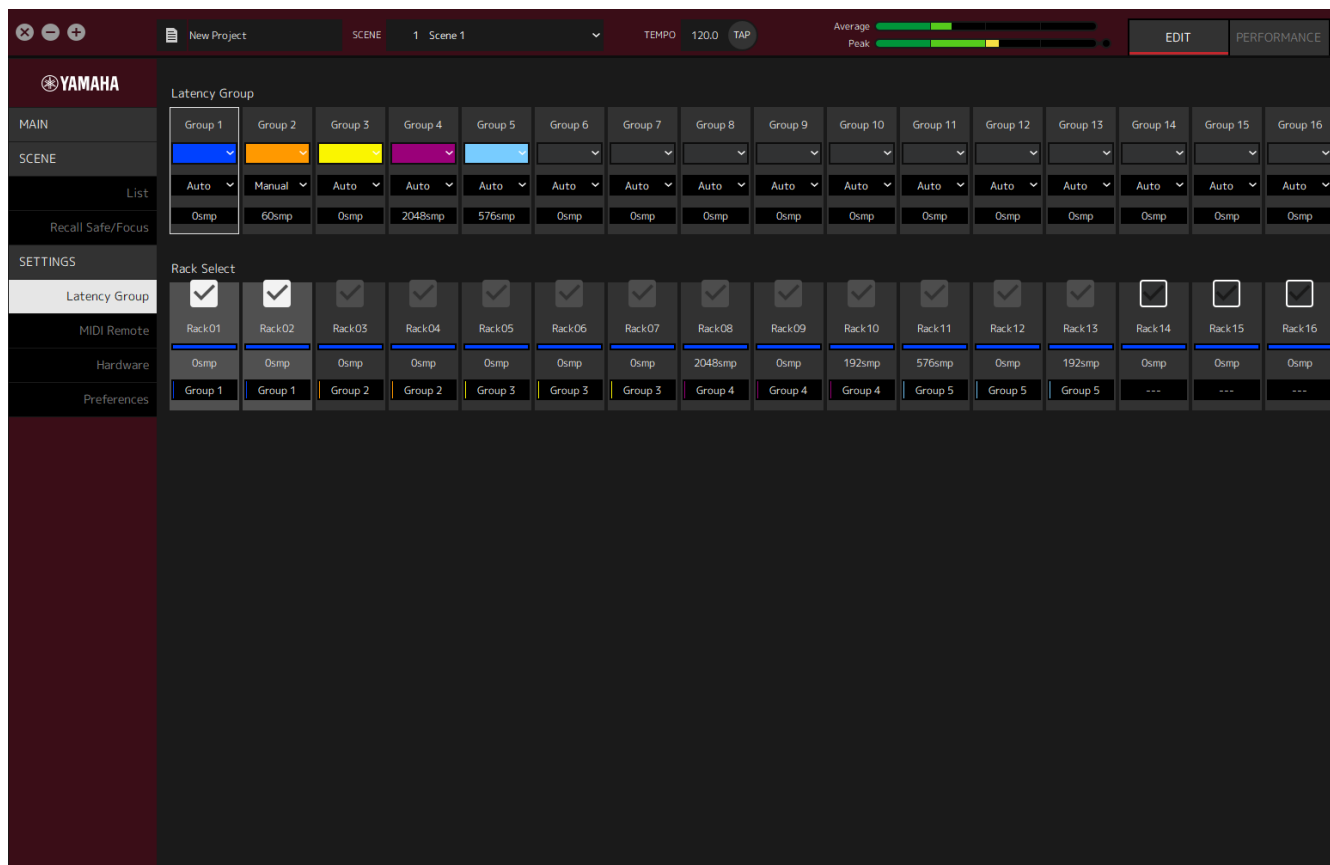 New Project SCENE 1 Scene 1 TEMPO 120.0 TAP Average EDIT PERFORMANCE
Peak
YAMAHA
MAIN
SCENE
List
Recall Safe/Focus
SETTINGS
Latency Group
MIDI Remote
Hardware
Preferences
Latency Group
Group 1 Group 2 Group 3 Group 4 Group 5 Group 6 Group 7 Group 8 Group 9 Group 10 Group 11 Group 12 Group 13 Group 14 Group 15 Group 16
Auto Manual Auto Auto Auto Auto Auto Auto Auto Auto Auto Auto Auto Auto Auto Auto
0smp 60smp 0smp 2048smp 576smp 0smp 0smp 0smp 0smp 0smp 0smp 0smp 0smp 0smp 0smp 0smp
Rack Select
Rack01 Rack02 Rack03 Rack04 Rack05 Rack06 Rack07 Rack08 Rack09 Rack10 Rack11 Rack12 Rack13 Rack14 Rack15 Rack16
0smp 0smp 0smp 0smp 0smp 0smp 0smp 2048smp 0smp 192smp 576smp 0smp 192smp 0smp 0smp 0smp
Group 1 Group 1 Group 2 Group 2 Group 3 Group 3 Group 3 Group 4 Group 4 Group 4 Group 5 Group 5 Group 5 --- --- ---